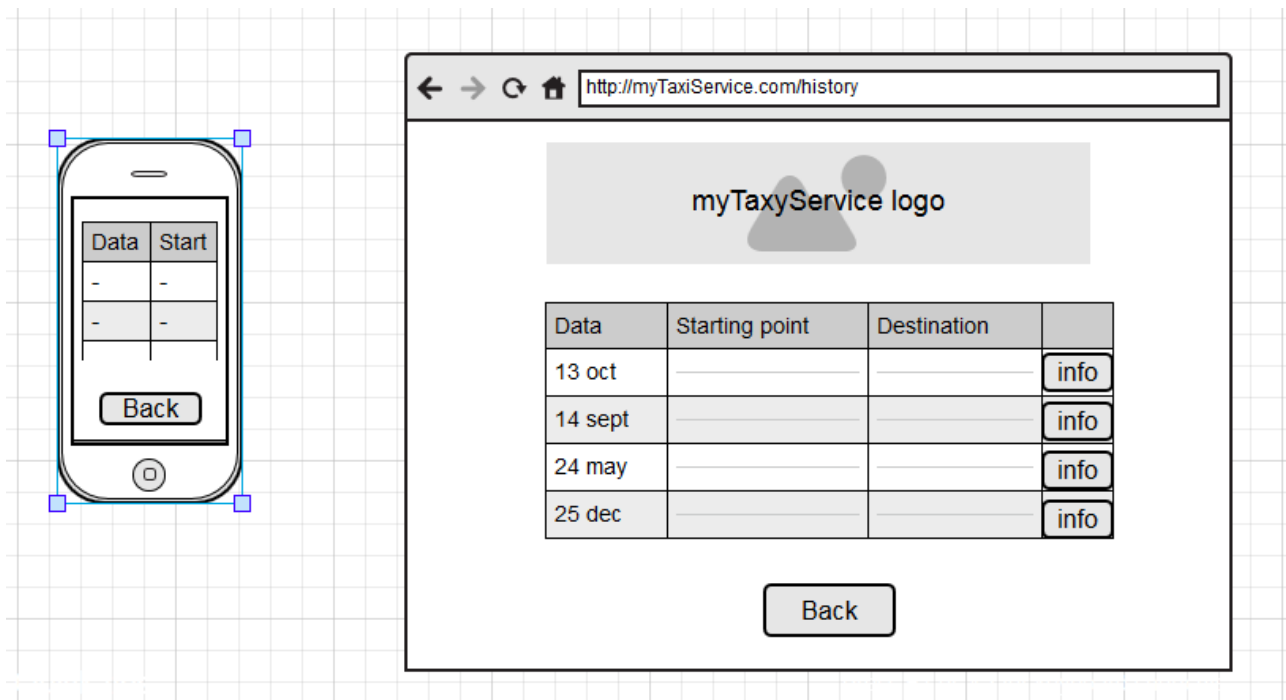 http://myTaxiService.com/history
myTaxyService logo
Data Start
- -
- -
Back
Data Starting point Destination
13 oct info
14 sept info
24 may info
25 dec info
Back